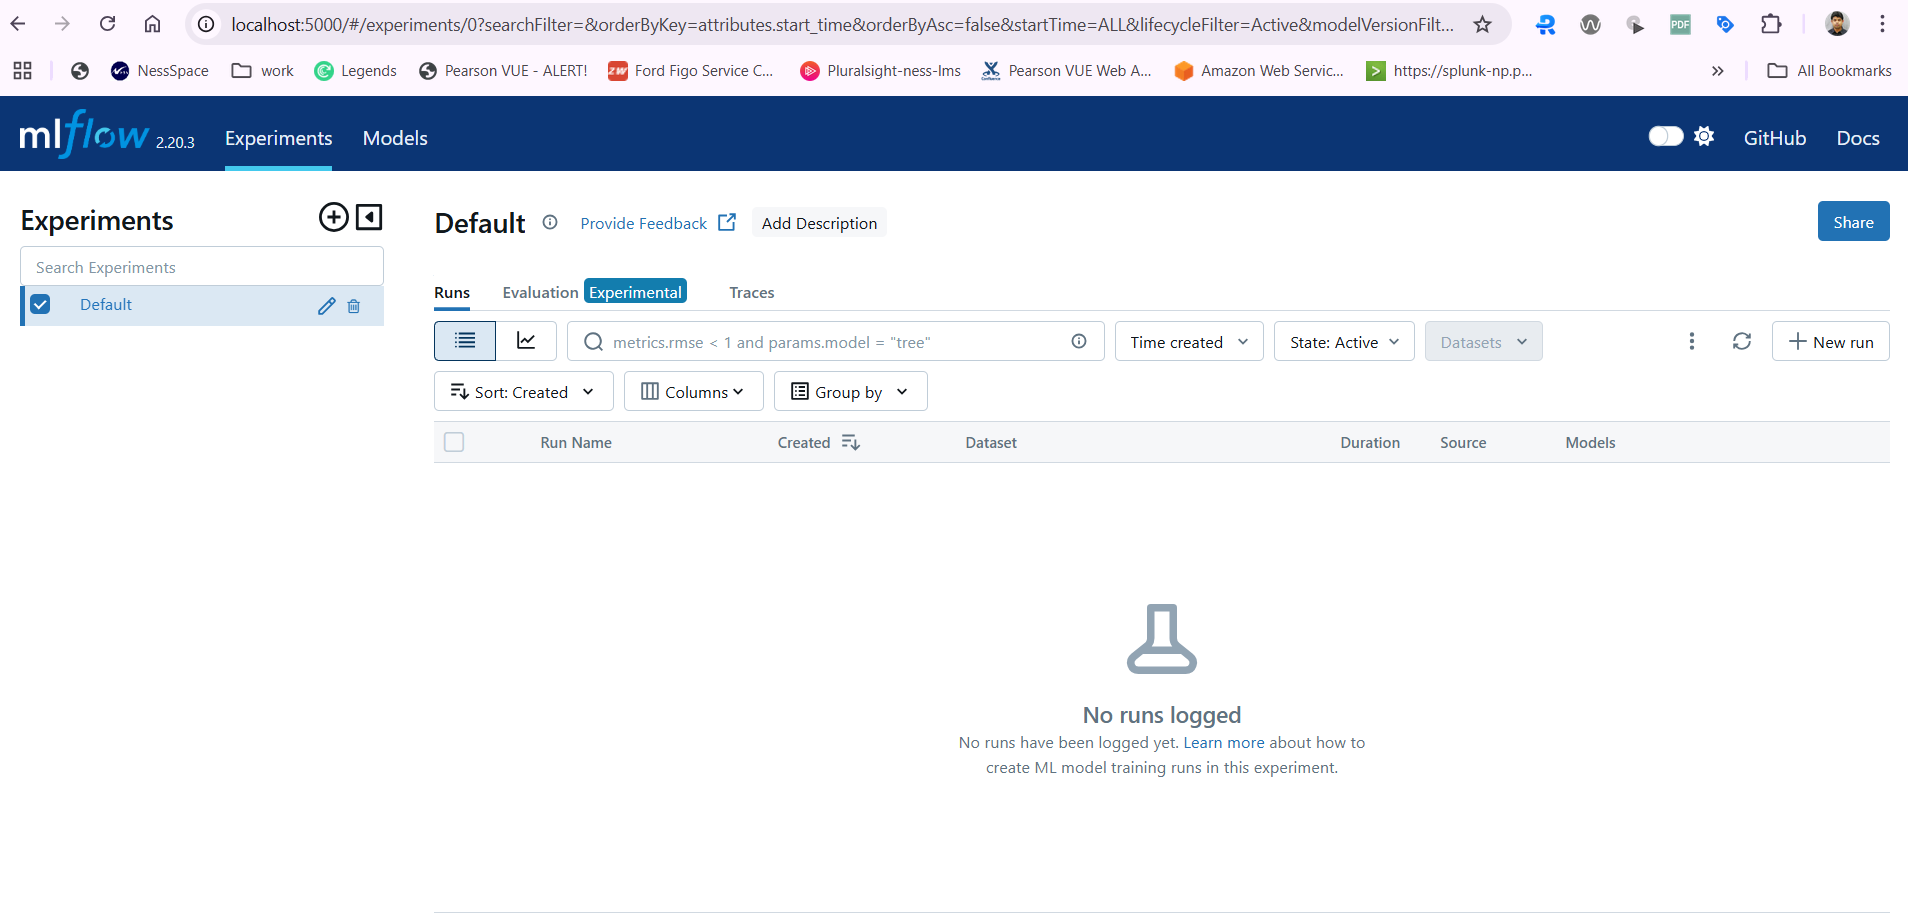 localhost:5000/#/experiments/0?searchFilter=&orderByKey=attributes.start_time&orderByAsc=false&startTime=ALL&lifecycleFilter=Active&modelVersionFilt...
PDF
NessSpace work Legends Pearson VUE - ALERT! ZW Ford Figo Service C... Pluralsight-ness-lms Confluence Pearson VUE Web A... Amazon Web Servic... > https://splunk-np.p... » All Bookmarks
mlflow 2.20.3 Experiments Models GitHub Docs
Experiments
Search Experiments
Default
Default Provide Feedback Add Description Share
Runs Evaluation Experimental Traces
metrics.rmse < 1 and params.model = "tree" Time created State: Active Datasets New run
Sort: Created Columns Group by
Run Name Created Dataset Duration Source Models
No runs logged
No runs have been logged yet. Learn more about how to
create ML model training runs in this experiment.